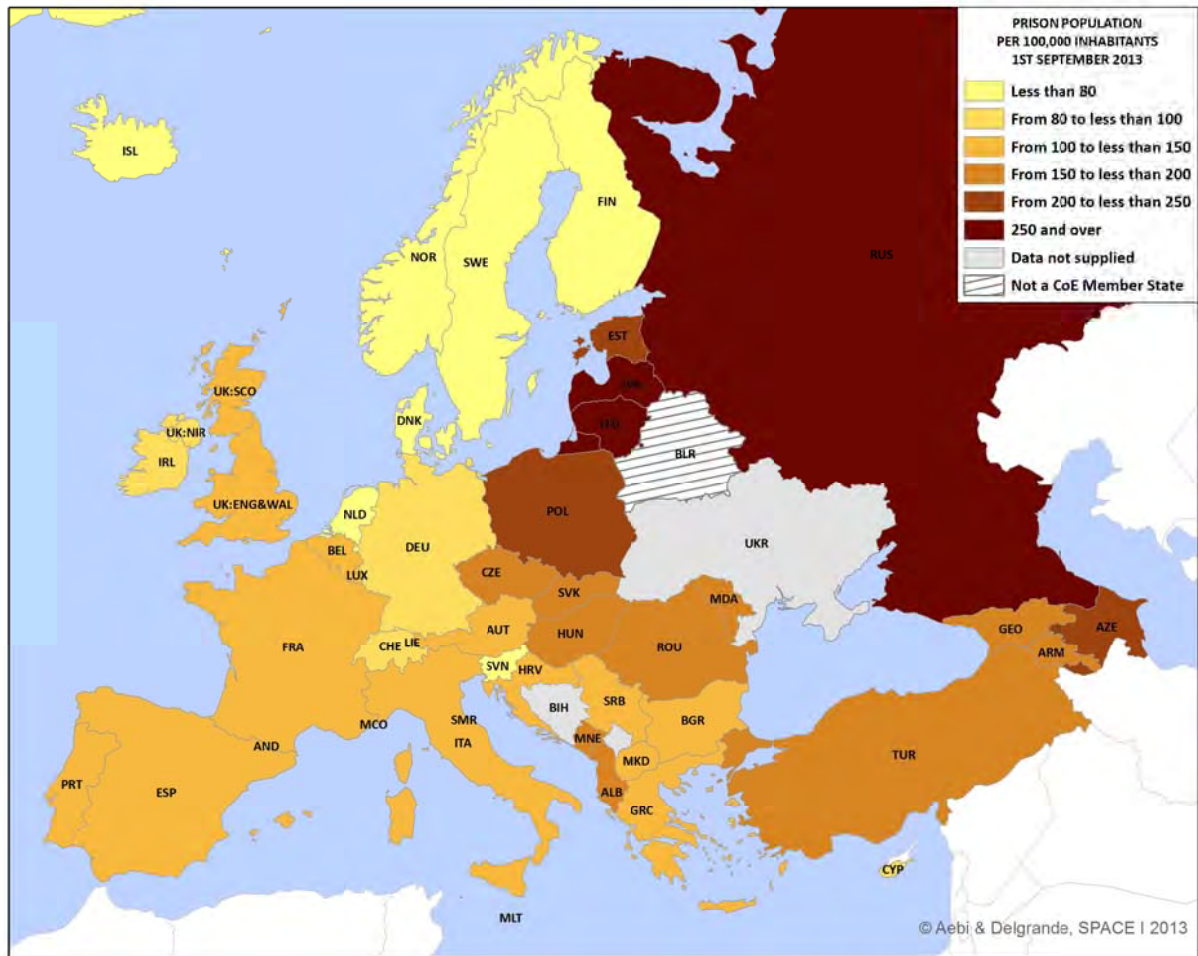 PRISON POPULATION
PER 100,000 INHABITANTS
1ST SEPTEMBER 2013
Less than 80
From 80 to less than 100
From 100 to less than 150
From 150 to less than 200
From 200 to less than 250
250 and over
Data not supplied
Not a CoE Member State
ISL
FIN
NOR
SWE
RUS
EST
UK:SCO
LVA
DNK
LTU
UK:NIR
IRL
BLR
UK:ENG&WAL
NLD
POL
BEL
DEU
UKR
LUX
CZE
SVK
MDA
AUT
HUN
GEO
AZE
FRA
CHE
LIE
ROU
ARM
SVN
HRV
BIH
SRB
MCO
SMR
ITA
MNE
BGR
AND
MKD
TUR
PRT
ESP
ALB
GRC
CYP
MLT
© Aebi & Delgrande, SPACE I 2013